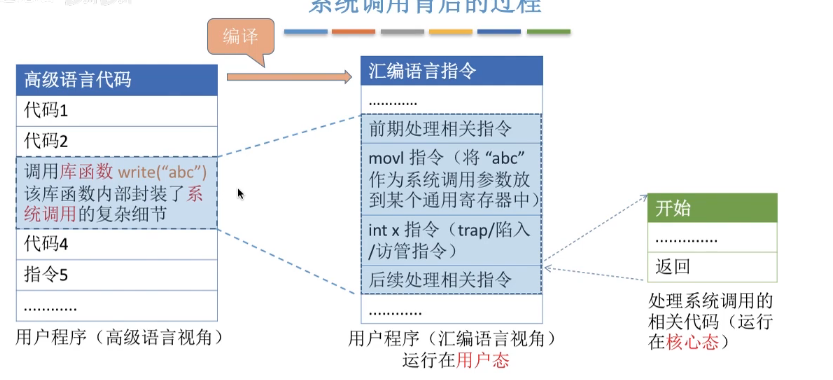 系统调用背后的过程
编译
高级语言代码
代码1
代码2
调用库函数 write(“abc”)
该库函数内部封装了系
统调用的复杂细节
代码4
指令5
…………
用户程序（高级语言视角）
汇编语言指令
…………
前期处理相关指令
movl 指令（将 “abc”
作为系统调用参数放
到某个通用寄存器中）
int x 指令（trap/陷入
/访管指令）
后续处理相关指令
…………
用户程序（汇编语言视角）
运行在用户态
开始
…………..
返回
处理系统调用的
相关代码（运行
在核心态）